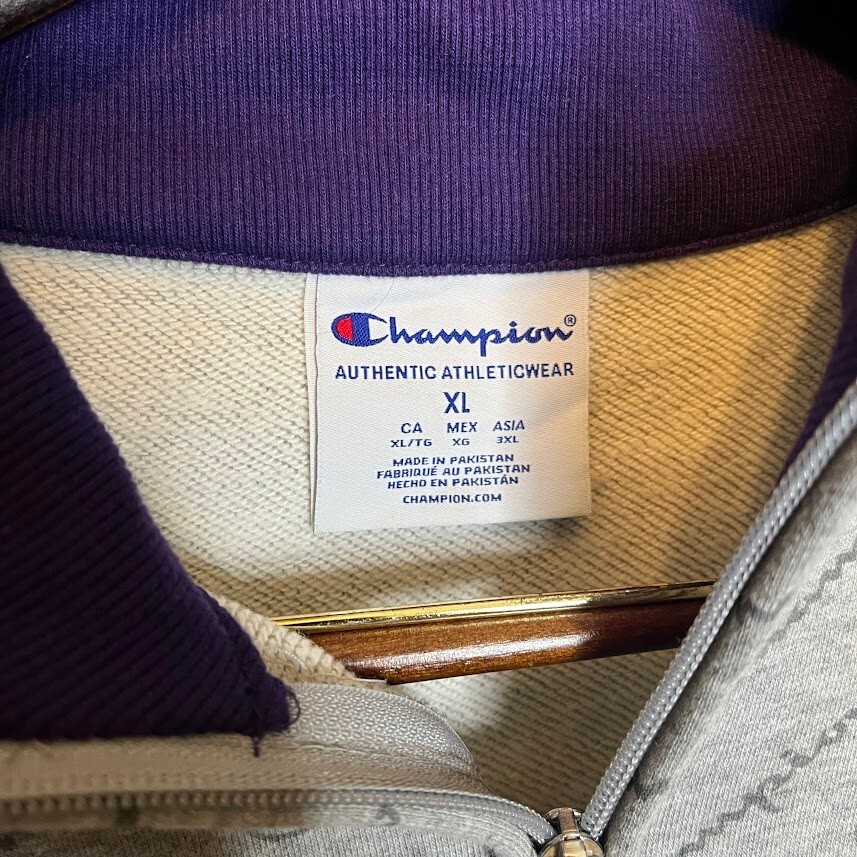 Champion®
AUTHENTIC ATHLETICWEAR
XL
CA MEX ASIA
XL/TG XG 3XL
MADE IN PAKISTAN
FABRIQUÉ AU PAKISTAN
HECHO EN PAKISTÁN
CHAMPION.COM
Champion